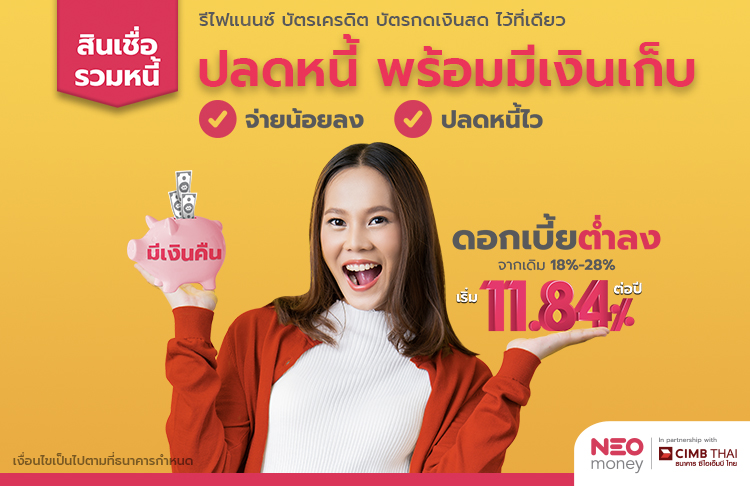 สินเชื่อ
รวมหนี้
รีไฟแนนซ์ บัตรเครดิต บัตรกดเงินสด ไว้ที่เดียว
ปลดหนี้ พร้อมมีเงินเก็บ
จ่ายน้อยลง
ปลดหนี้ไว
มีเงินคืน
ดอกเบี้ยต่ำลง
จากเดิม 18%-28%
เริ่ม 11.84% ต่อปี
เงื่อนไขเป็นไปตามที่ธนาคารกำหนด
NEO
money
In partnership with
CIMB THAI
ธนาคาร ซีไอเอ็มบี ไทย